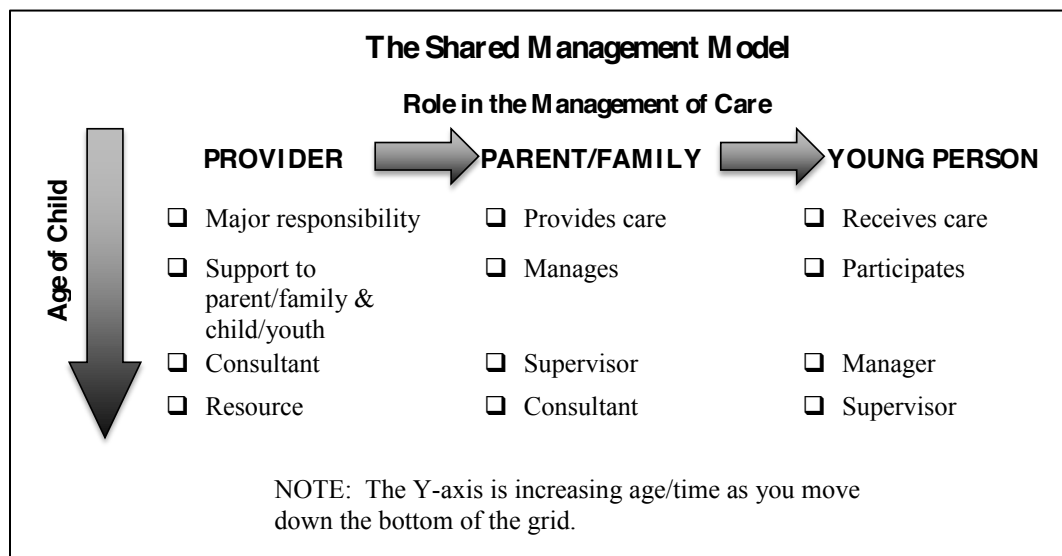 The Shared Management Model
Role in the Management of Care
Age of Child
PROVIDER PARENT/FAMILY YOUNG PERSON
❑ Major responsibility ❑ Provides care ❑ Receives care
❑ Support to ❑ Manages ❑ Participates
parent/family &
child/youth
❑ Consultant ❑ Supervisor ❑ Manager
❑ Resource ❑ Consultant ❑ Supervisor
NOTE: The Y-axis is increasing age/time as you move
down the bottom of the grid.